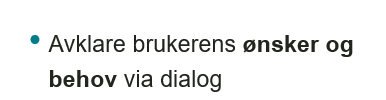 • Avklare brukerens ønsker og
behov via dialog